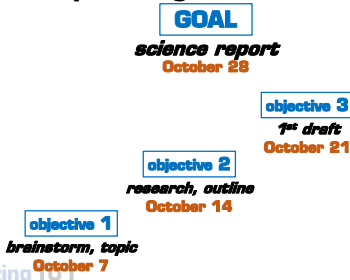 GOAL
science report
October 28
objective 3
1st draft
October 21
objective 2
research, outline
October 14
objective 1
brainstorm, topic
October 7